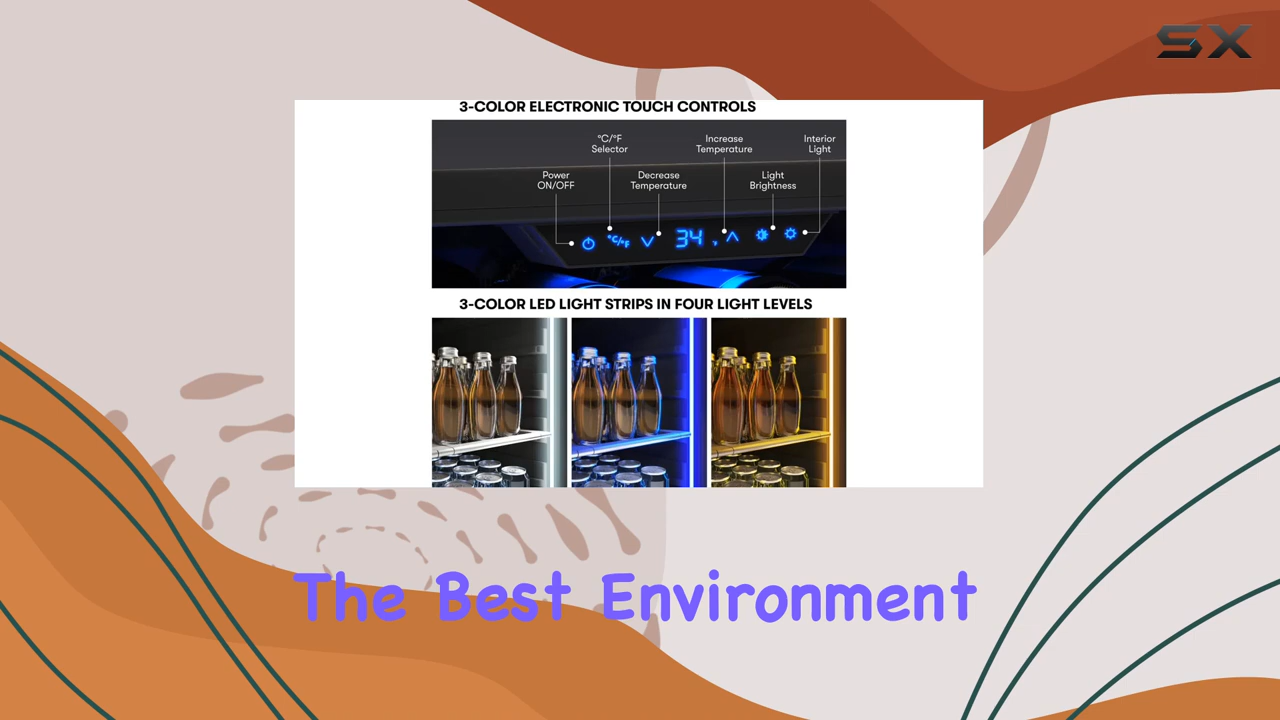 SX
3-COLOR ELECTRONIC TOUCH CONTROLS
°C/°F
Selector
Increase
Temperature
Interior
Light
Power
ON/OFF
Decrease
Temperature
Light
Brightness
°C/°F
34
°F
3-COLOR LED LIGHT STRIPS IN FOUR LIGHT LEVELS
The Best Environment